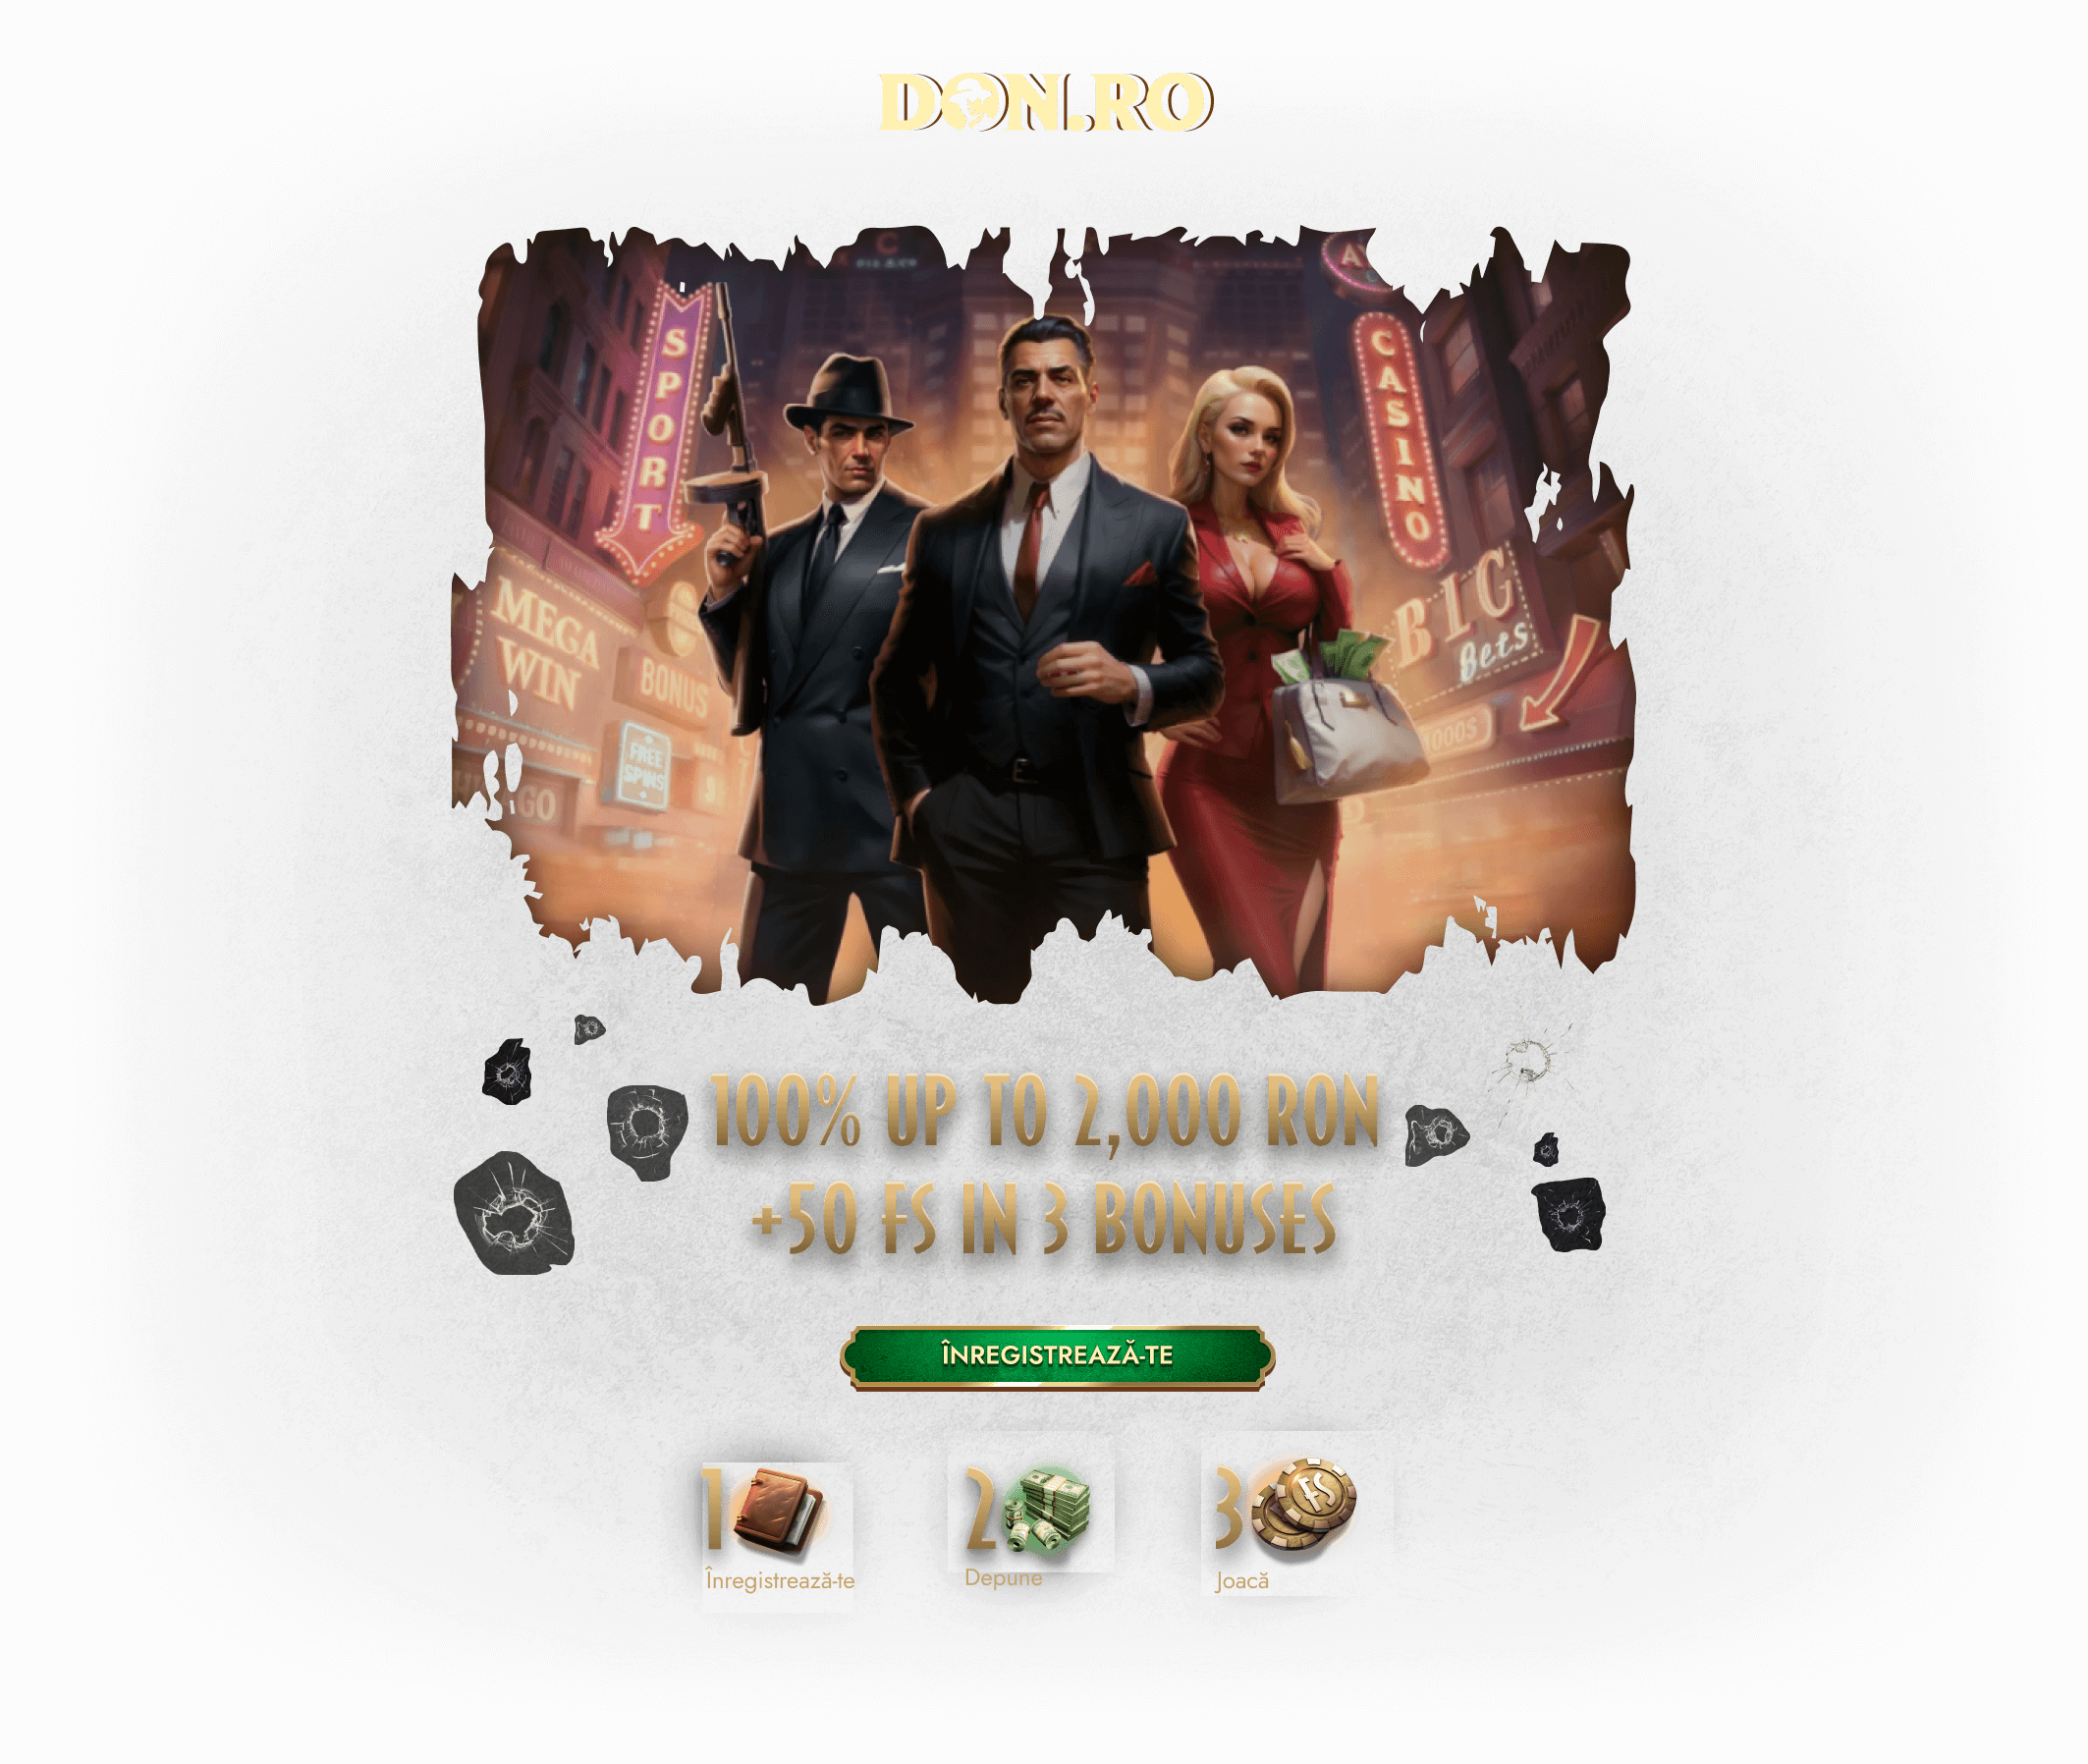 DON.RO
SPORT
CASINO
MEGA
WIN
BONUS
FREE
SPINS
GO
BIG
Bets
1000$
100% UP TO 2,000 RON
+50 FS IN 3 BONUSES
ÎNREGISTREAZĂ-TE
1
2
3
FS
Înregistrează-te
Depune
Joacă